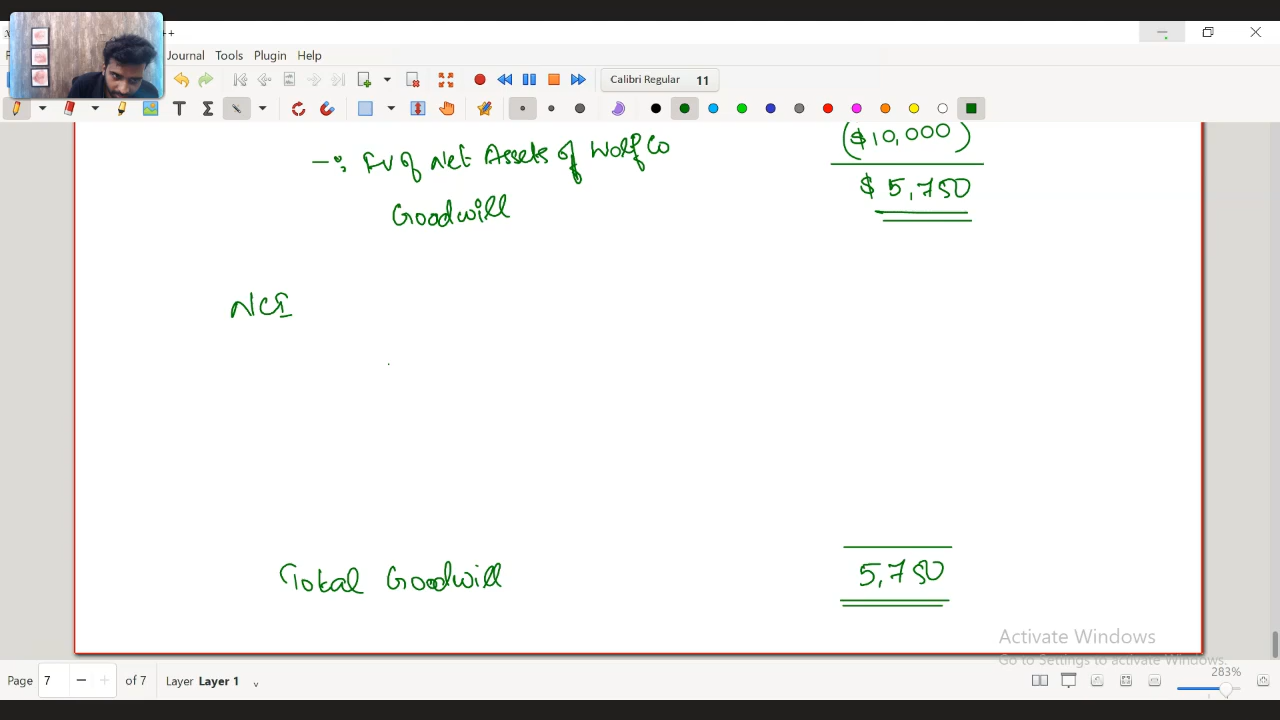 ++
Journal Tools Plugin Help
Calibri Regular 11
($10,000)
-: FV of Net Assets of Wolf Co
$ 5,750
Goodwill
NCI
Total Goodwill 5,750
Activate Windows
Go to Settings to activate Windows.
Page 7 of 7 Layer Layer 1 283%